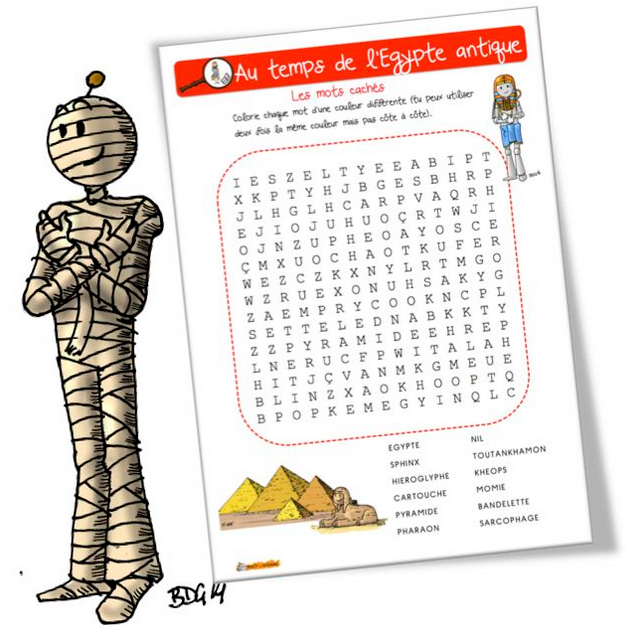 Au temps de l'Egypte antique
Les mots cachés
Colorie chaque mot d'une couleur différente (tu peux utiliser
deux fois la même couleur mais pas côte à côte).
I E S Z E L T Y E E A B I P T
X K P T Y H J B G E S B H R P
J L H G L H C A R P V A Q R H
E J I O J U H U O Ç R T W J I
O J N Z U P H E O A Y O S C E
Ç M X U O C H A O T K U F E R
W E Z C Z K X N Y L R T M G O
W Z R U E X O N U H S A K Y G
Z A E M P R Y C O O K N C P L
S E T T E L E D N A B K K T Y
Z Z P Y R A M I D E E H R E P
L N E R U C F P W I T A L A H
H I T J Ç V A N M K G M E U E
B L I N Z X A O K H O O P T Q
B P O P K E M E G Y I N Q L C
EGYPTE
SPHINX
HIEROGLYPHE
CARTOUCHE
PYRAMIDE
PHARAON
NIL
TOUTANKHAMON
KHEOPS
MOMIE
BANDELETTE
SARCOPHAGE
BDG14